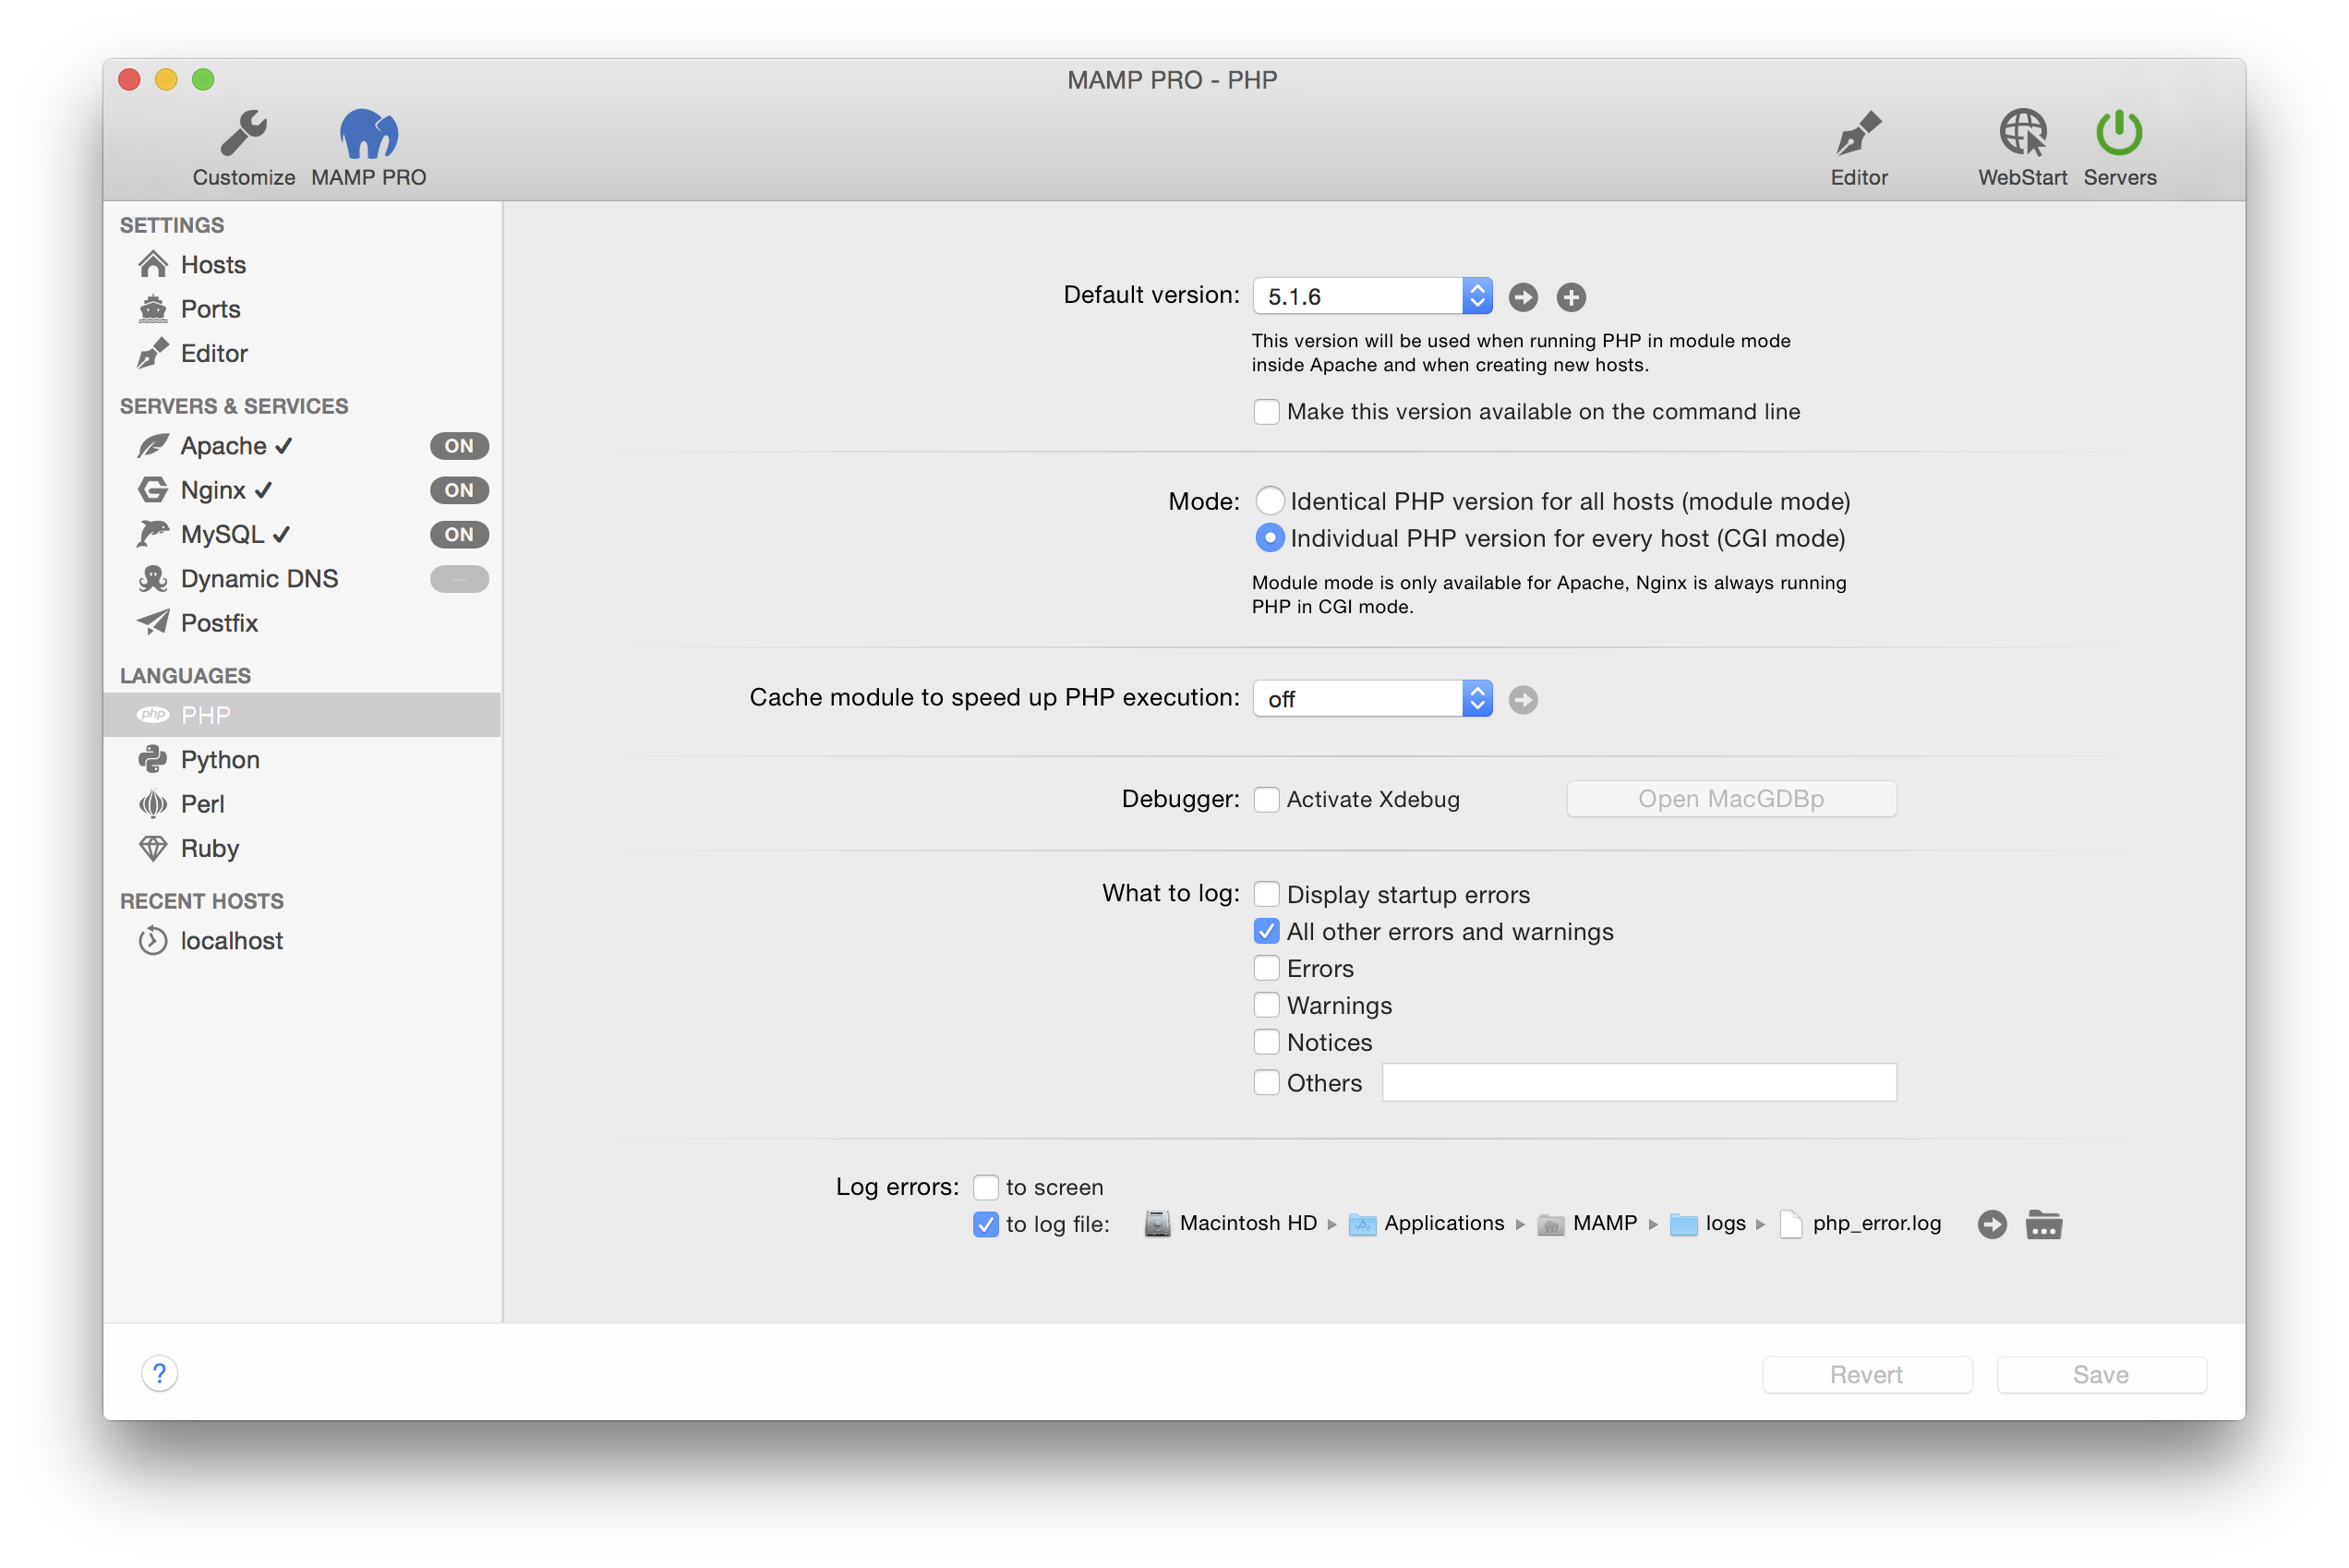 MAMP PRO - PHP
Customize
MAMP PRO
Editor
WebStart
Servers
SETTINGS
Hosts
Ports
Editor
SERVERS & SERVICES
Apache ✓ ON
Nginx ✓ ON
MySQL ✓ ON
Dynamic DNS –
Postfix
LANGUAGES
php PHP
Python
Perl
Ruby
RECENT HOSTS
localhost
Default version: 5.1.6
This version will be used when running PHP in module mode
inside Apache and when creating new hosts.
Make this version available on the command line
Mode: Identical PHP version for all hosts (module mode)
Individual PHP version for every host (CGI mode)
Module mode is only available for Apache, Nginx is always running
PHP in CGI mode.
Cache module to speed up PHP execution: off
Debugger: Activate Xdebug Open MacGDBp
What to log: Display startup errors
All other errors and warnings
Errors
Warnings
Notices
Others
Log errors: to screen
to log file: Macintosh HD ▸ Applications ▸ MAMP ▸ logs ▸ php_error.log
? Revert Save